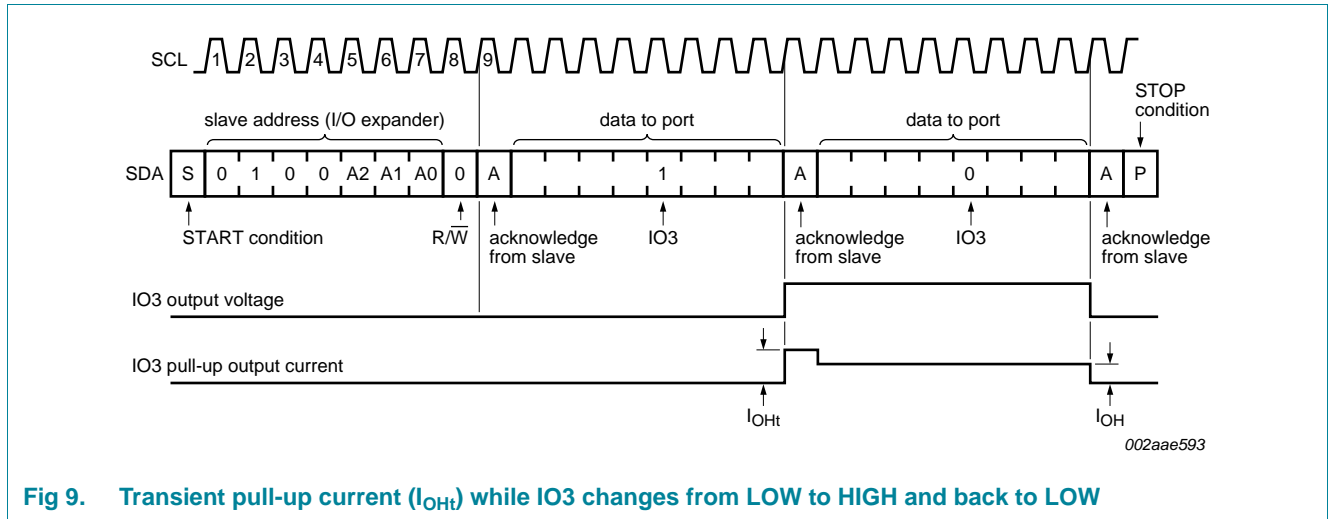 SCL 1 2 3 4 5 6 7 8 9
STOP
condition
slave address (I/O expander) data to port data to port
SDA S 0 1 0 0 A2 A1 A0 0 A 1 A 0 A P
START condition R/W̅ acknowledge
from slave IO3 acknowledge
from slave IO3 acknowledge
from slave
IO3 output voltage
IO3 pull-up output current
IOHt IOH
002aae593
Fig 9. Transient pull-up current (IOHt) while IO3 changes from LOW to HIGH and back to LOW